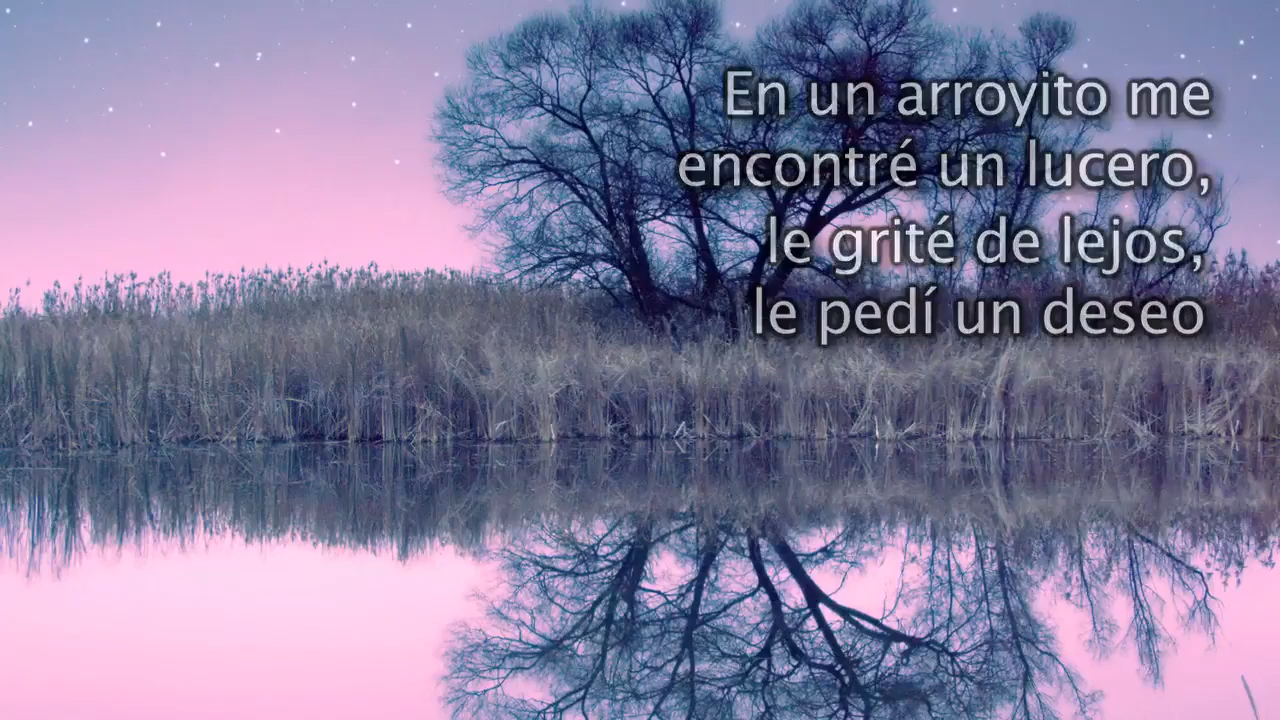 En un arroyito me
encontré un lucero,
le grité de lejos,
le pedí un deseo